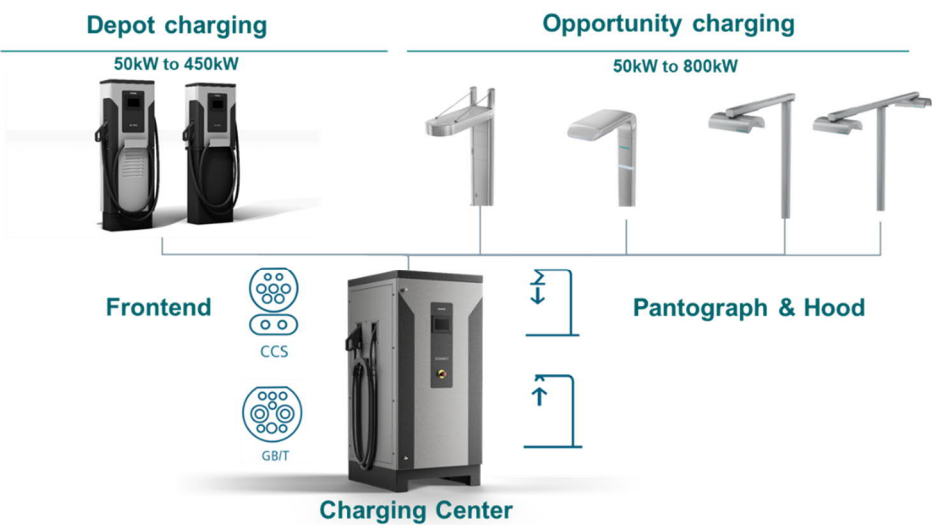 Depot charging
Opportunity charging
50kW to 450kW
50kW to 800kW
Frontend
CCS
GB/T
Pantograph & Hood
Charging Center